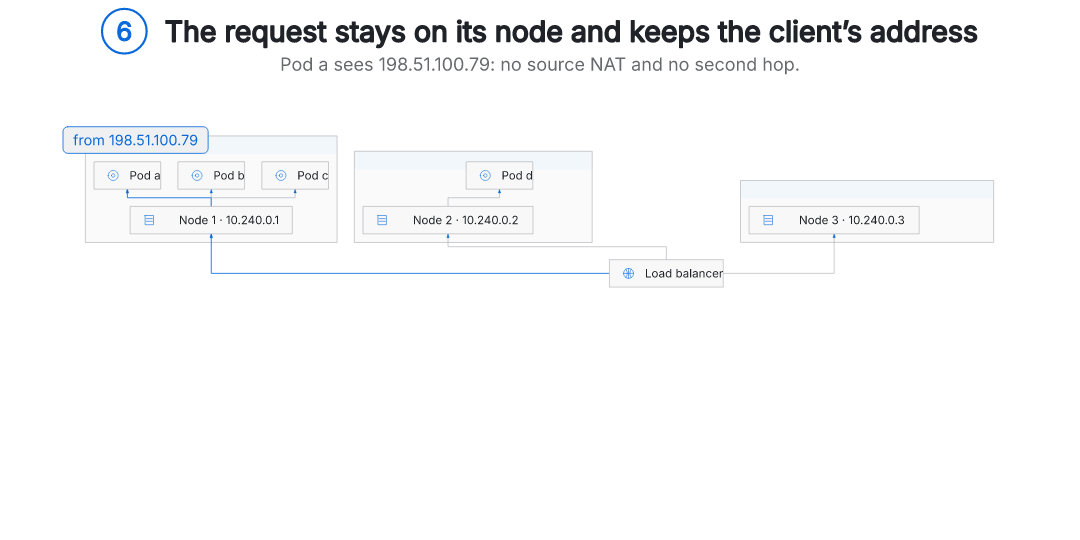 6
The request stays on its node and keeps the client’s address
Pod a sees 198.51.100.79: no source NAT and no second hop.
from 198.51.100.79
Pod a
Pod b
Pod c
Pod d
Node 1 · 10.240.0.1
Node 2 · 10.240.0.2
Node 3 · 10.240.0.3
Load balancer